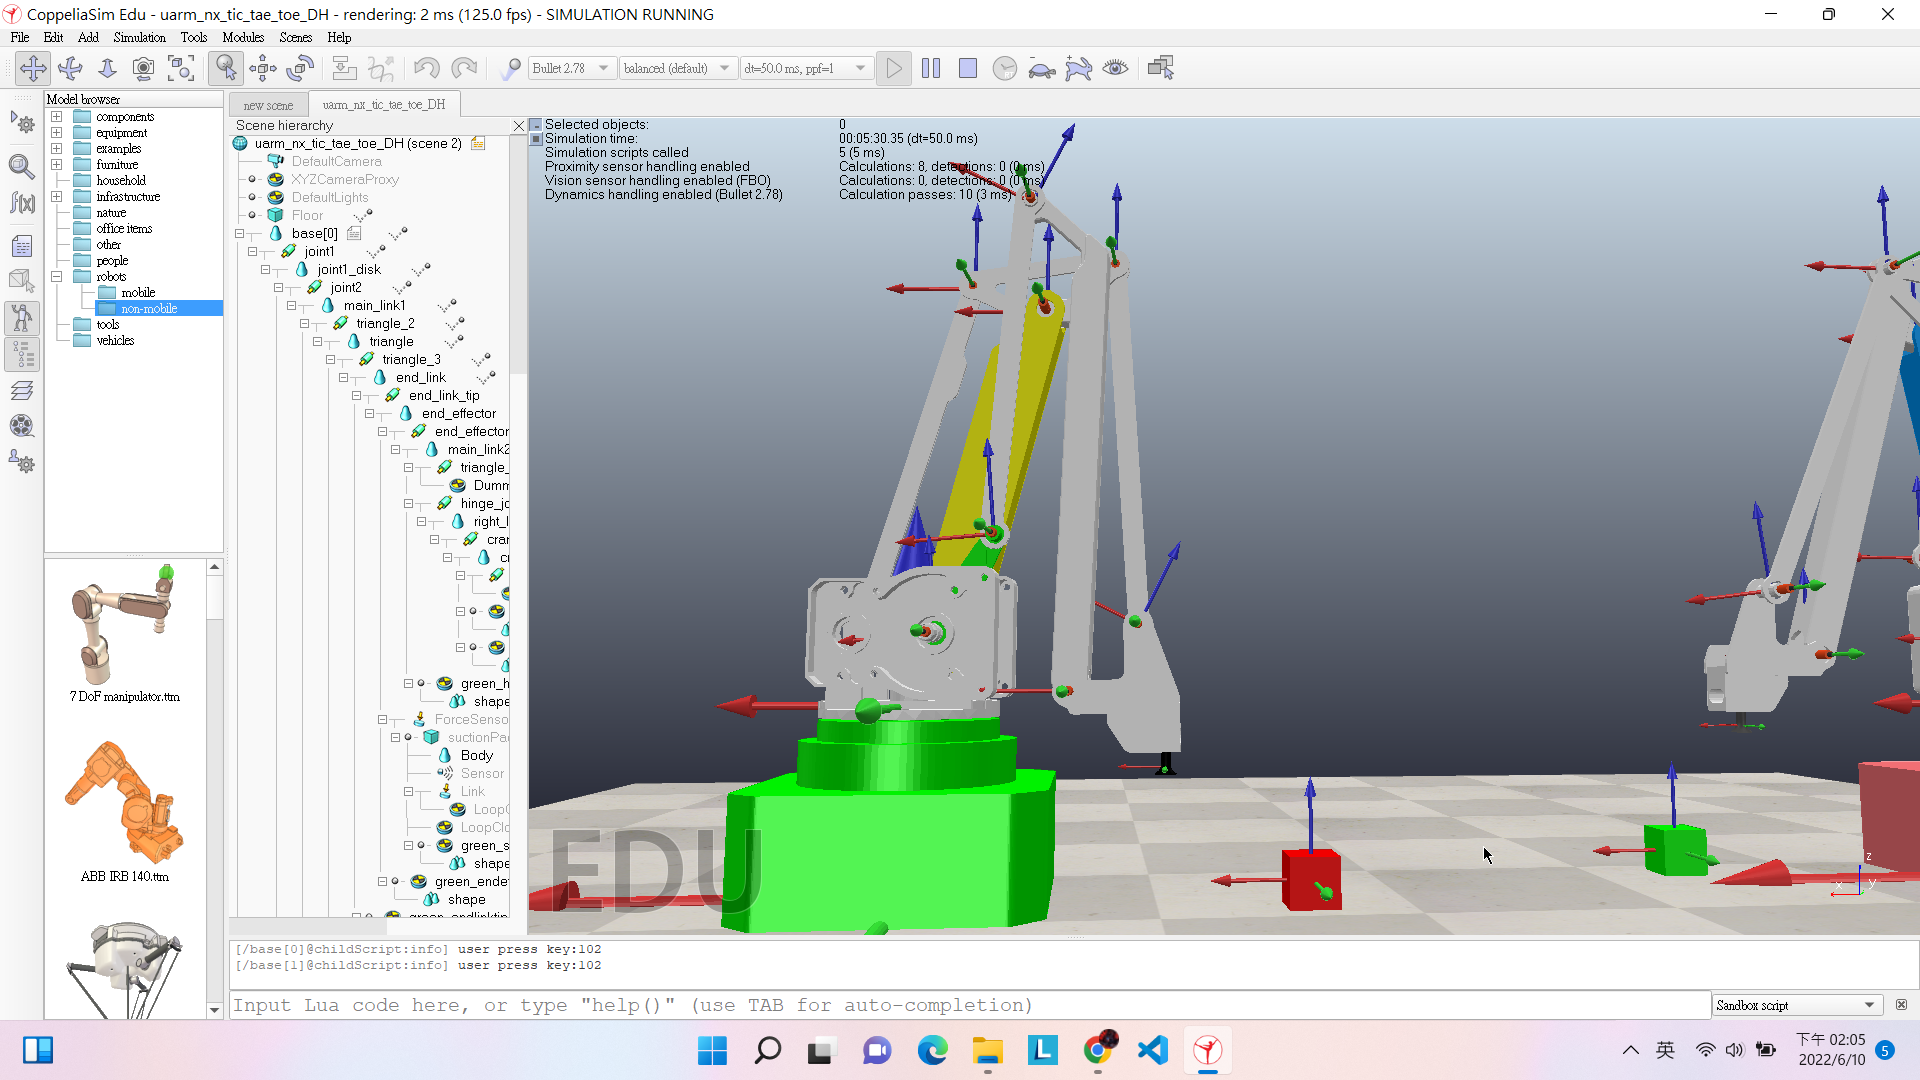 CoppeliaSim Edu - uarm_nx_tic_tae_toe_DH - rendering: 2 ms (125.0 fps) - SIMULATION RUNNING
File Edit Add Simulation Tools Modules Scenes Help
Bullet 2.78
balanced (default)
dt=50.0 ms, ppf=1
Model browser
components
equipment
examples
furniture
household
infrastructure
nature
office items
other
people
robots
mobile
non-mobile
tools
vehicles
7 DoF manipulator.ttm
ABB IRB 140.ttm
new scene
uarm_nx_tic_tae_toe_DH
Scene hierarchy
uarm_nx_tic_tae_toe_DH (scene 2)
DefaultCamera
XYZCameraProxy
DefaultLights
Floor
base[0]
joint1
joint1_disk
joint2
main_link1
triangle_2
triangle
triangle_3
end_link
end_link_tip
end_effector
end_effector
main_link2
triangle_
Dumm
hinge_jo
right_l
cran
green_h
shape
ForceSenso
suctionPa
Body
Sensor
Link
LoopC
LoopClo
green_s
shape
green_endef
shape
green_endlinktip
Selected objects: 0
Simulation time: 00:05:30.35 (dt=50.0 ms)
Simulation scripts called 5 (5 ms)
Proximity sensor handling enabled Calculations: 8, detections: 0 (0 ms)
Vision sensor handling enabled (FBO) Calculations: 0, detections: 0 (0 ms)
Dynamics handling enabled (Bullet 2.78) Calculation passes: 10 (3 ms)
EDU
z
x
y
[/base[0]@childScript:info] user press key:102
[/base[1]@childScript:info] user press key:102
Input Lua code here, or type "help()" (use TAB for auto-completion)
Sandbox script
英
下午 02:05
2022/6/10
5